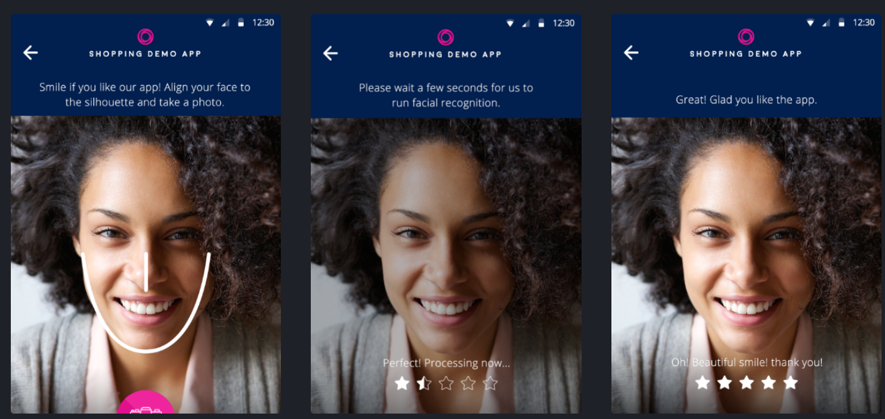 12:30
SHOPPING DEMO APP
Smile if you like our app! Align your face to
the silhouette and take a photo.
12:30
SHOPPING DEMO APP
Please wait a few seconds for us to
run facial recognition.
Perfect! Processing now...
12:30
SHOPPING DEMO APP
Great! Glad you like the app.
Oh! Beautiful smile! thank you!